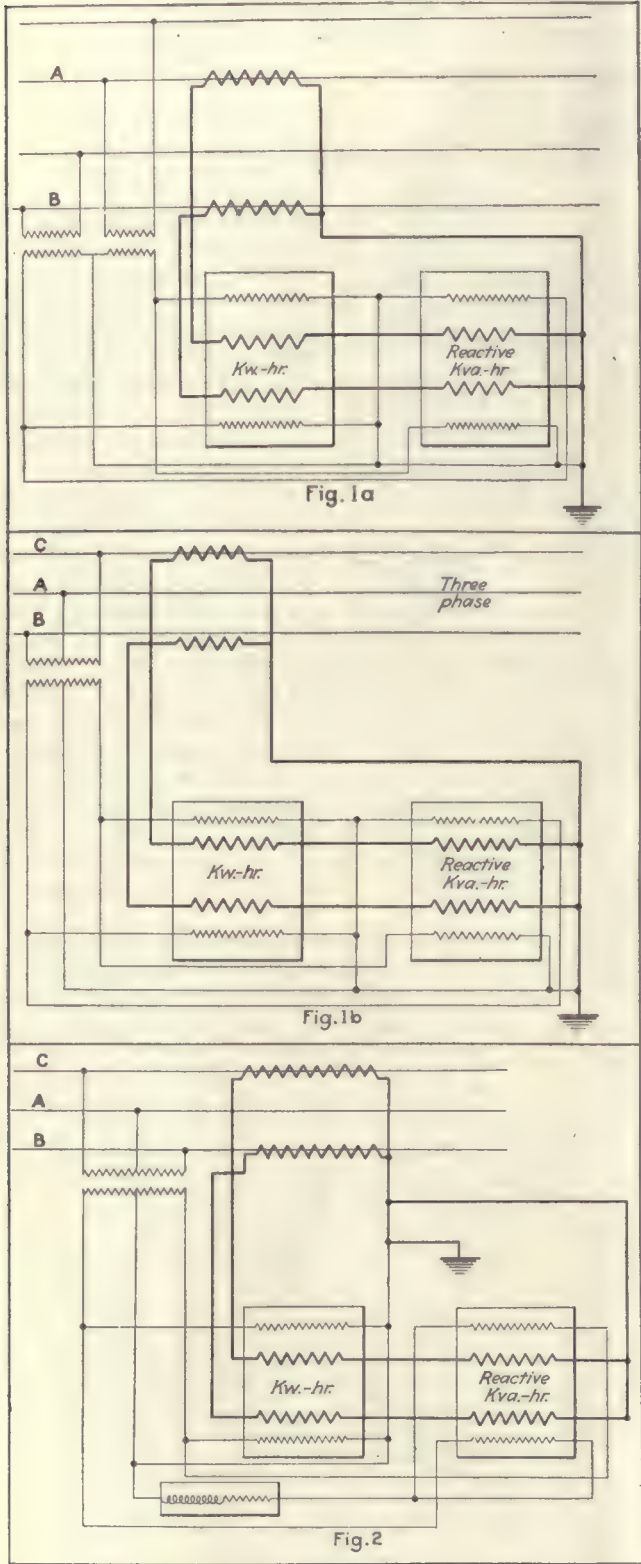 A
B
Kw.-hr.
Reactive
Kva.-hr
Fig. 1a
C
A
B
Three
phase
Kw.-hr.
Reactive
Kva.-hr.
Fig.1b
C
A
B
Kw.-hr.
Reactive
Kva.-hr.
Fig.2